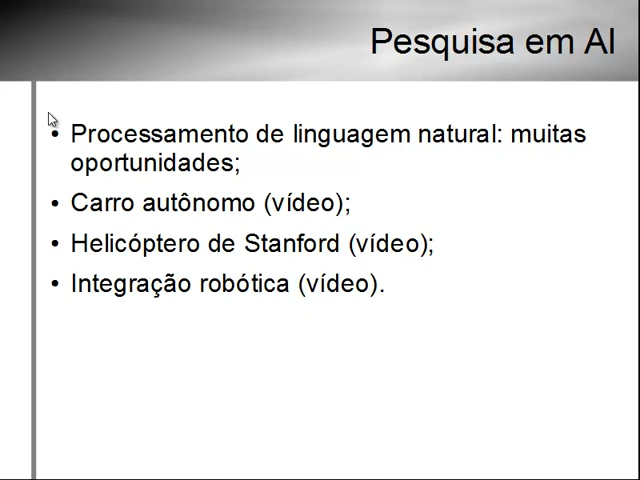 Pesquisa em AI
• Processamento de linguagem natural: muitas
oportunidades;
• Carro autônomo (vídeo);
• Helicóptero de Stanford (vídeo);
• Integração robótica (vídeo).